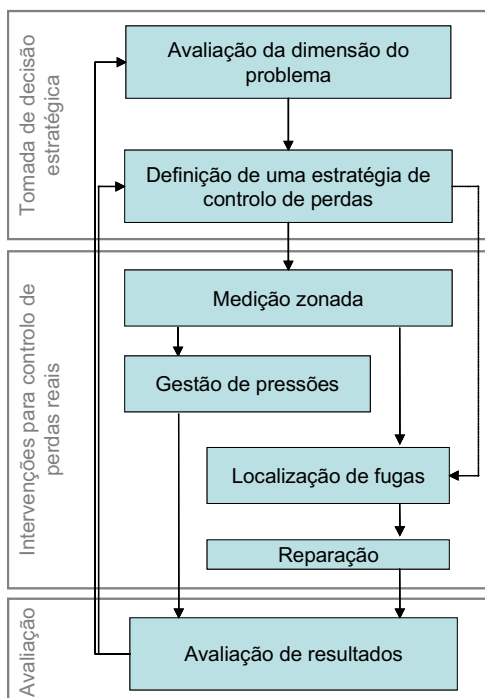 Tomada de decisão
estratégica
Avaliação da dimensão do
problema
Definição de uma estratégia de
controlo de perdas
Intervenções para controlo de
perdas reais
Medição zonada
Gestão de pressões
Localização de fugas
Reparação
Avaliação
Avaliação de resultados